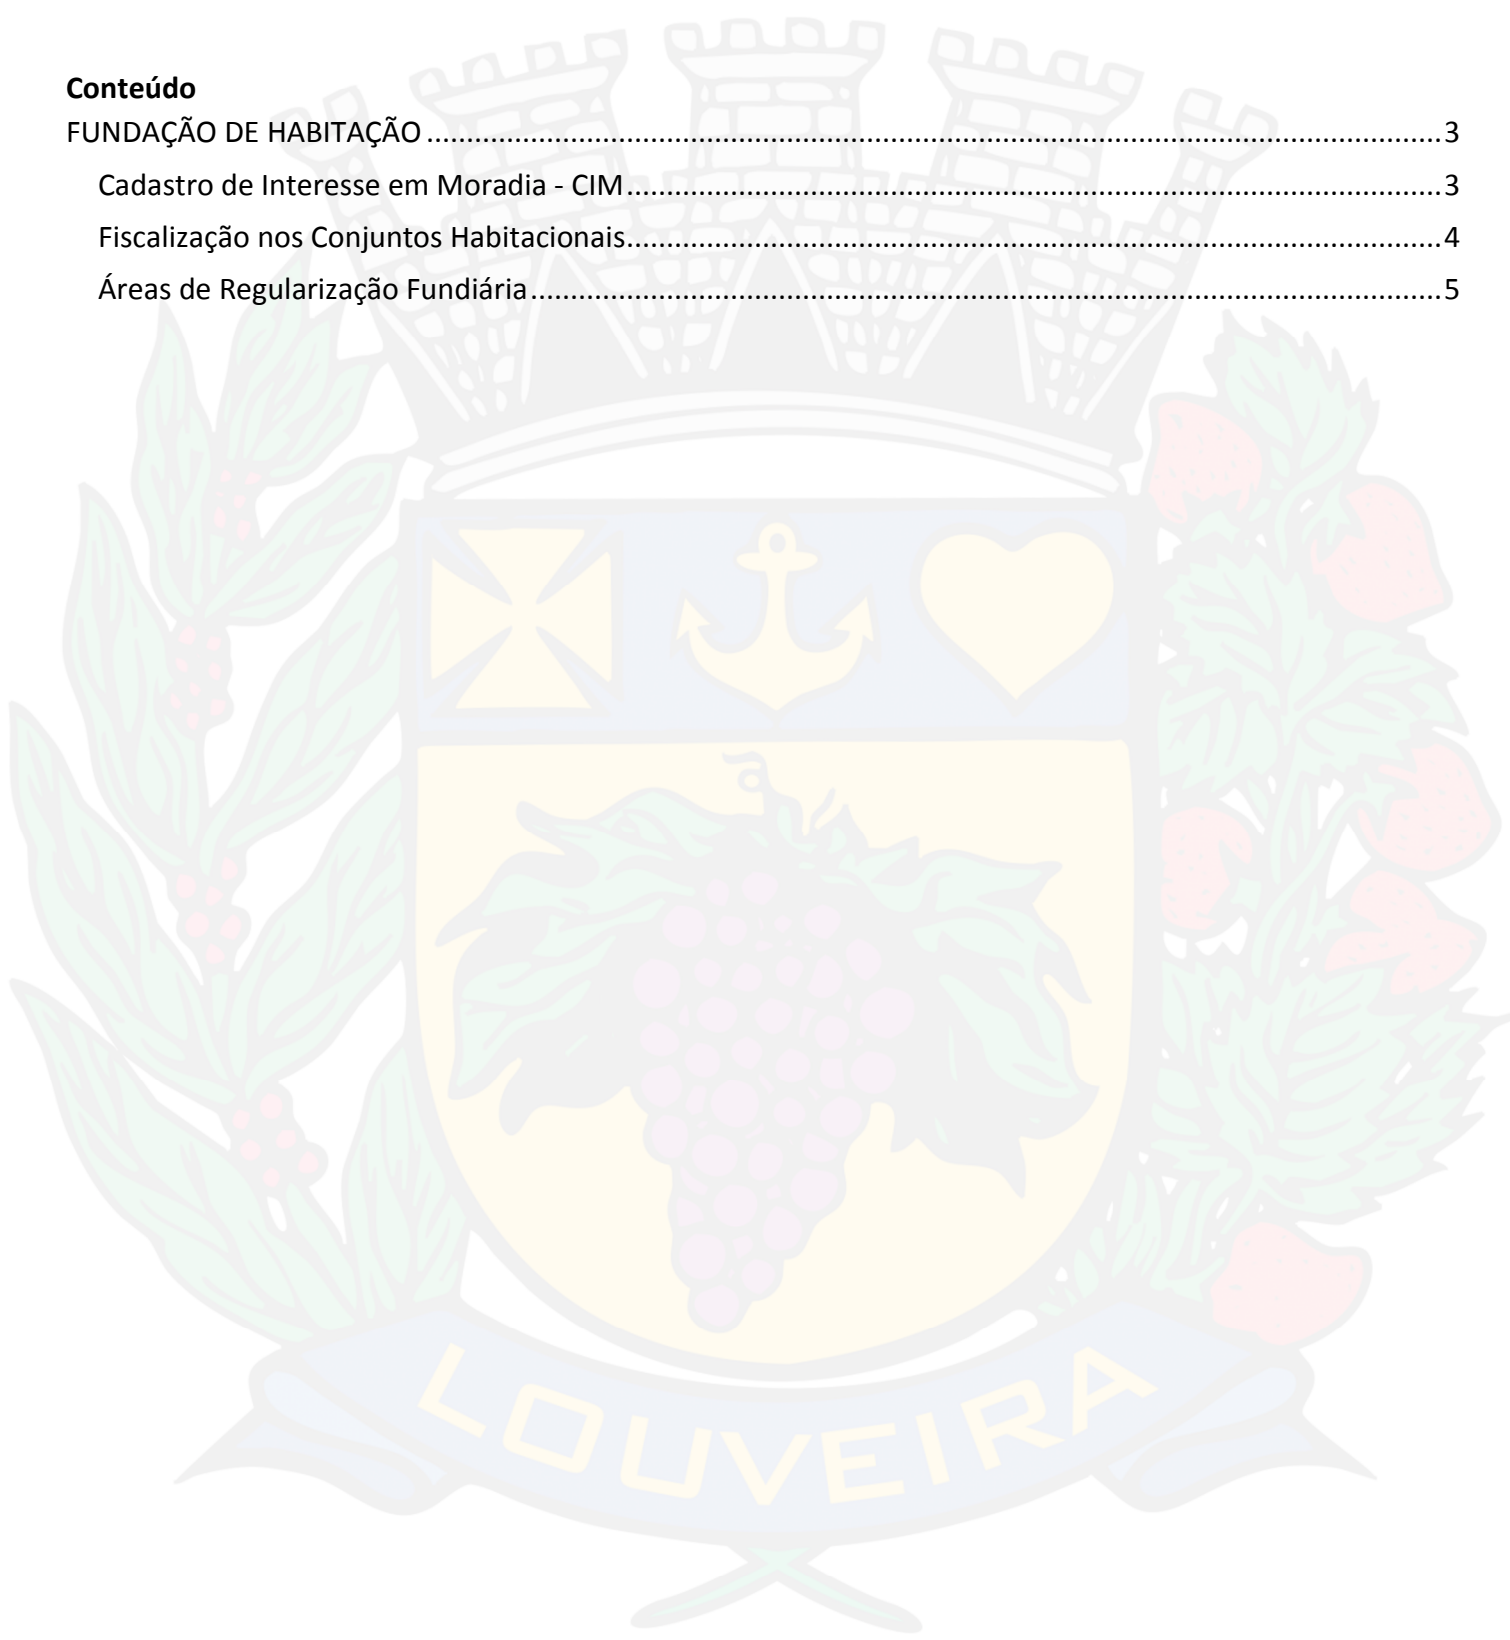 Conteúdo
FUNDAÇÃO DE HABITAÇÃO ........................................................................................................................ 3
Cadastro de Interesse em Moradia - CIM ................................................................................................ 3
Fiscalização nos Conjuntos Habitacionais ................................................................................................ 4
Áreas de Regularização Fundiária ............................................................................................................ 5
LOUVEIRA